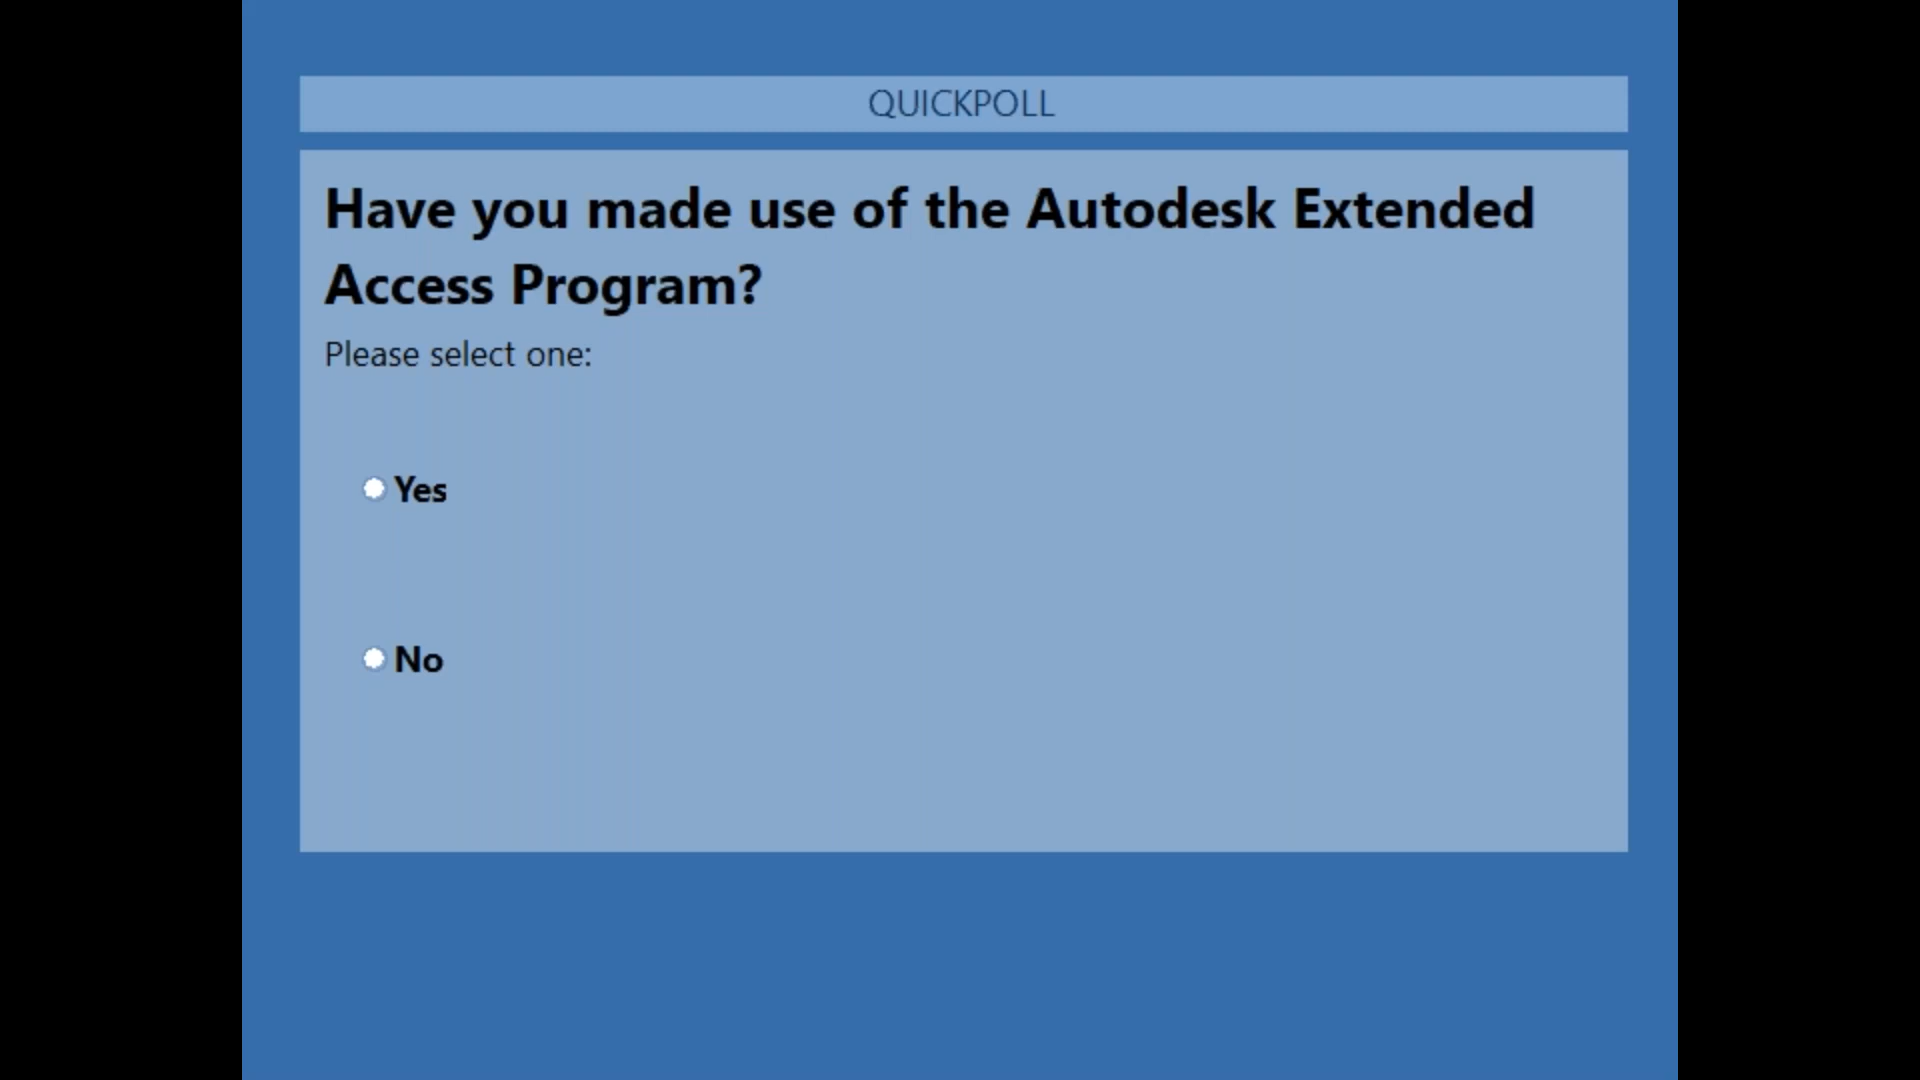 QUICKPOLL
Have you made use of the Autodesk Extended
Access Program?
Please select one:
Yes
No